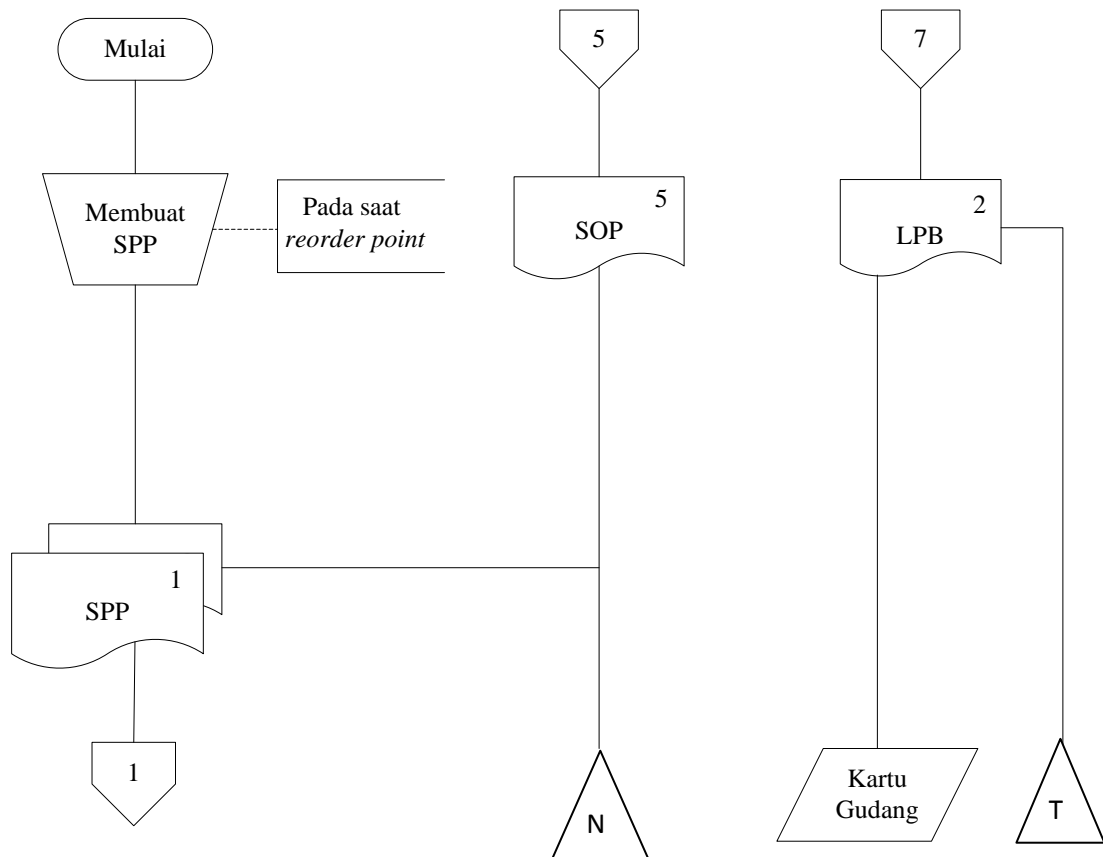 Mulai
5
7
Membuat
SPP
Pada saat
reorder point
5
SOP
2
LPB
1
SPP
1
N
Kartu
Gudang
T